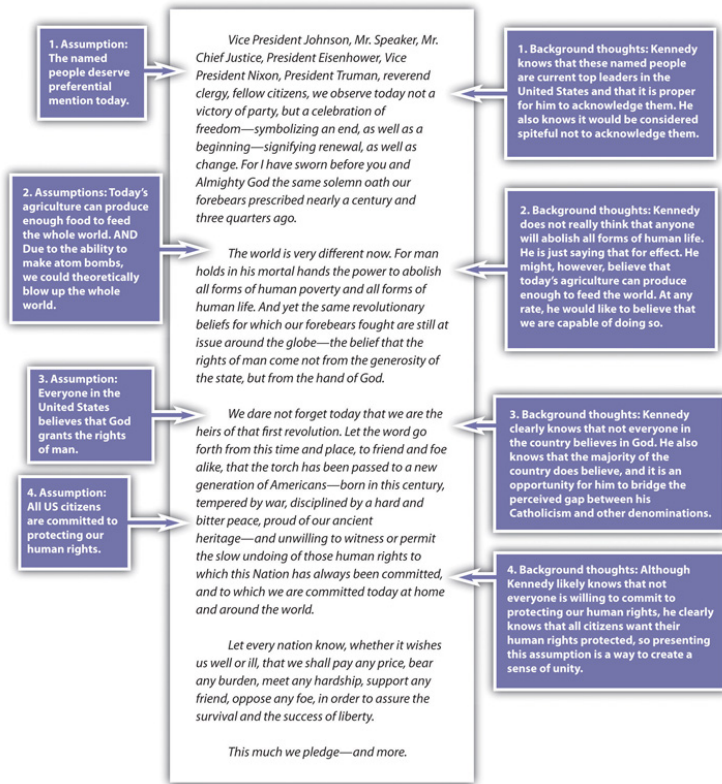 1. Assumption:
The named
people deserve
preferential
mention today.
2. Assumptions: Today’s
agriculture can produce
enough food to feed
the whole world. AND
Due to the ability to
make atom bombs,
we could theoretically
blow up the whole
world.
3. Assumption:
Everyone in the
United States
believes that God
grants the rights
of man.
4. Assumption:
All US citizens
are committed to
protecting our
human rights.
Vice President Johnson, Mr. Speaker, Mr.
Chief Justice, President Eisenhower, Vice
President Nixon, President Truman, reverend
clergy, fellow citizens, we observe today not a
victory of party, but a celebration of
freedom—symbolizing an end, as well as a
beginning—signifying renewal, as well as
change. For I have sworn before you and
Almighty God the same solemn oath our
forebears prescribed nearly a century and
three quarters ago.
The world is very different now. For man
holds in his mortal hands the power to abolish
all forms of human poverty and all forms of
human life. And yet the same revolutionary
beliefs for which our forebears fought are still at
issue around the globe—the belief that the
rights of man come not from the generosity of
the state, but from the hand of God.
We dare not forget today that we are the
heirs of that first revolution. Let the word go
forth from this time and place, to friend and foe
alike, that the torch has been passed to a new
generation of Americans—born in this century,
tempered by war, disciplined by a hard and
bitter peace, proud of our ancient
heritage—and unwilling to witness or permit
the slow undoing of those human rights to
which this Nation has always been committed,
and to which we are committed today at home
and around the world.
Let every nation know, whether it wishes
us well or ill, that we shall pay any price, bear
any burden, meet any hardship, support any
friend, oppose any foe, in order to assure the
survival and the success of liberty.
This much we pledge—and more.
1. Background thoughts: Kennedy
knows that these named people
are current top leaders in the
United States and that it is proper
for him to acknowledge them. He
also knows it would be considered
spiteful not to acknowledge them.
2. Background thoughts: Kennedy
does not really think that anyone
will abolish all forms of human life.
He is just saying that for effect. He
might, however, believe that
today’s agriculture can produce
enough to feed the world. At any
rate, he would like to believe that
we are capable of doing so.
3. Background thoughts: Kennedy
clearly knows that not everyone in
the country believes in God. He also
knows that the majority of the
country does believe, and it is an
opportunity for him to bridge the
perceived gap between his
Catholicism and other denominations.
4. Background thoughts: Although
Kennedy likely knows that not
everyone is willing to commit to
protecting our human rights, he clearly
knows that all citizens want their
human rights protected, so presenting
this assumption is a way to create a
sense of unity.